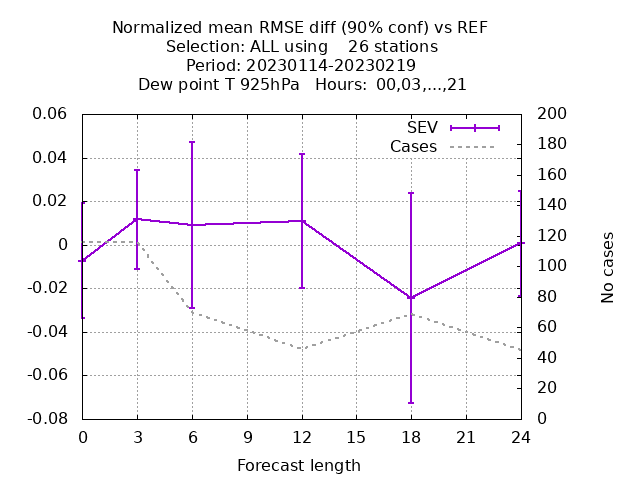 Normalized mean RMSE diff (90% conf) vs REF
Selection: ALL using    26 stations
Period: 20230114-20230219
Dew point T 925hPa   Hours:  00,03,...,21
0.06
0.04
0.02
0
-0.02
-0.04
-0.06
-0.08
SEV
Cases
200
180
160
140
120
100
80
60
40
20
0
No cases
0 3 6 9 12 15 18 21 24
Forecast length